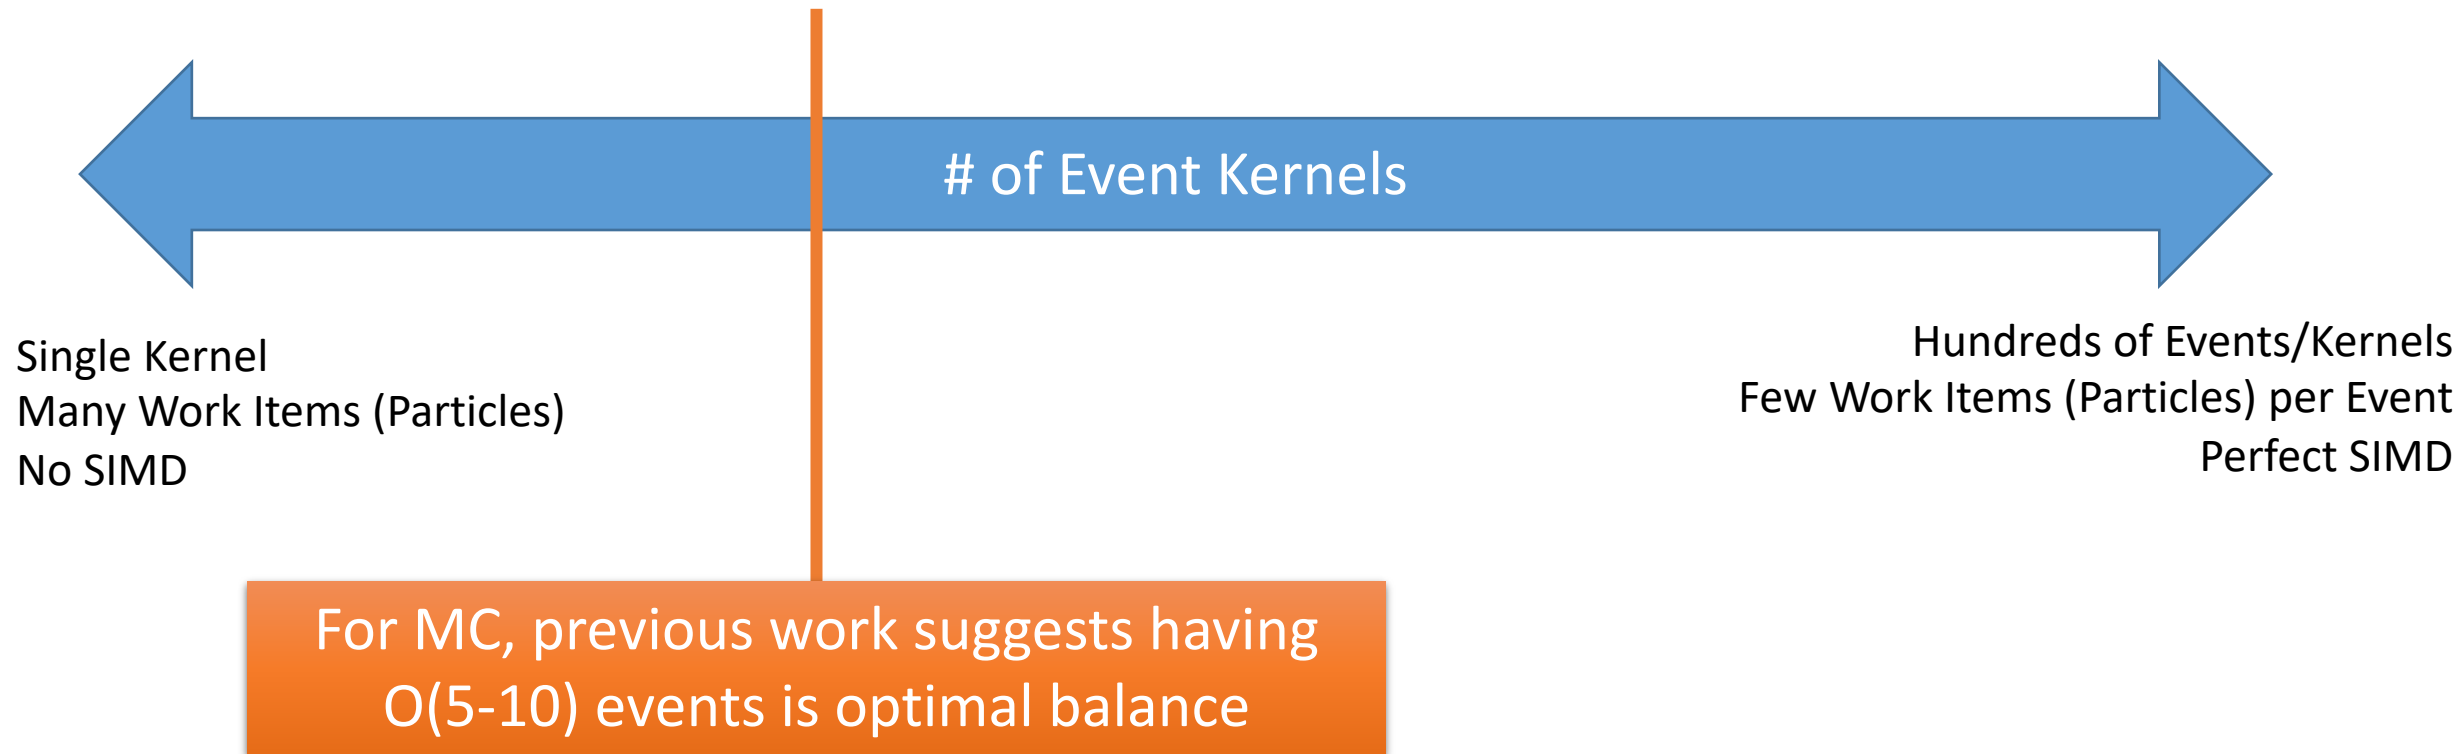 # of Event Kernels
Single Kernel
Many Work Items (Particles)
No SIMD
Hundreds of Events/Kernels
Few Work Items (Particles) per Event
Perfect SIMD
For MC, previous work suggests having
O(5-10) events is optimal balance